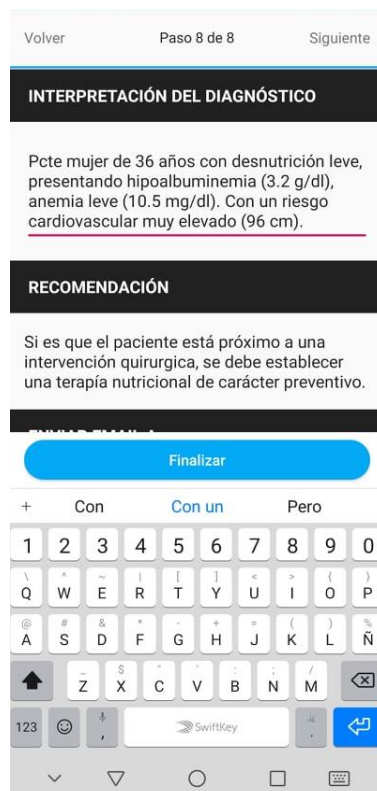 Volver Paso 8 de 8 Siguiente
INTERPRETACIÓN DEL DIAGNÓSTICO
Pcte mujer de 36 años con desnutrición leve,
presentando hipoalbuminemia (3.2 g/dl),
anemia leve (10.5 mg/dl). Con un riesgo
cardiovascular muy elevado (96 cm).
RECOMENDACIÓN
Si es que el paciente está próximo a una
intervención quirurgica, se debe establecer
una terapía nutricional de carácter preventivo.
Finalizar
+ Con Con un Pero
1 2 3 4 5 6 7 8 9 0
\ ^ ~ | [ ] < > { }
Q W E R T Y U I O P
@ # & * - + = ( ) %
A S D F G H J K L Ñ
_ $ " ' : ; /
Z X C V B N M
123 , SwiftKey .